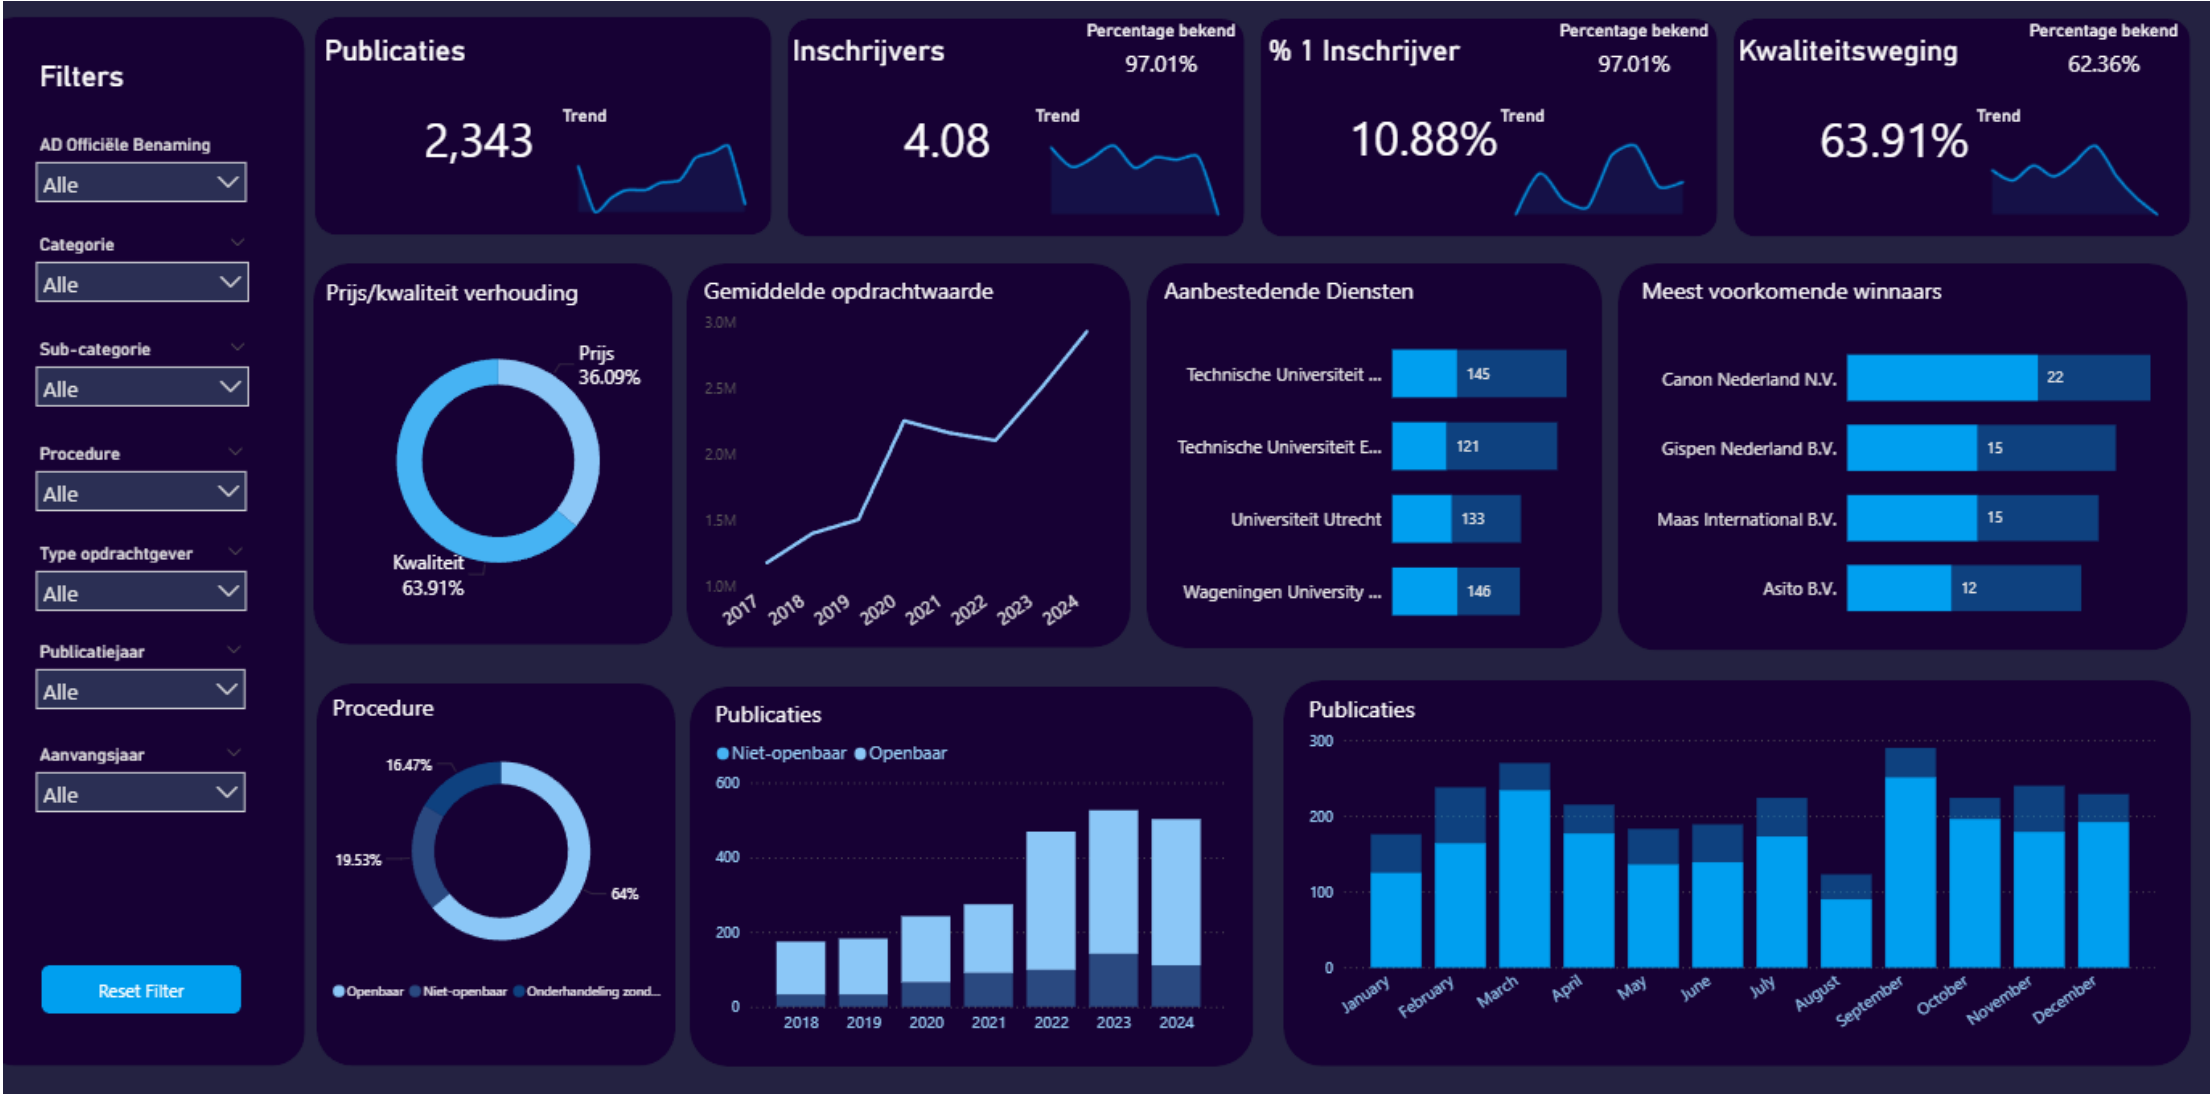 Filters
AD Officiële Benaming
Alle
Categorie
Alle
Sub-categorie
Alle
Procedure
Alle
Type opdrachtgever
Alle
Publicatiejaar
Alle
Aanvangsjaar
Alle
Reset Filter
Publicaties
2,343
Trend
Inschrijvers
Percentage bekend
97.01%
4.08
Trend
% 1 Inschrijver
Percentage bekend
97.01%
10.88%
Trend
Kwaliteitsweging
Percentage bekend
62.36%
63.91%
Trend
Prijs/kwaliteit verhouding
Prijs
36.09%
Kwaliteit
63.91%
Gemiddelde opdrachtwaarde
3.0M
2.5M
2.0M
1.5M
1.0M
2017 2018 2019 2020 2021 2022 2023 2024
Aanbestedende Diensten
Technische Universiteit ... 145
Technische Universiteit E... 121
Universiteit Utrecht 133
Wageningen University ... 146
Meest voorkomende winnaars
Canon Nederland N.V. 22
Gispen Nederland B.V. 15
Maas International B.V. 15
Asito B.V. 12
Procedure
16.47%
19.53%
64%
Openbaar Niet-openbaar Onderhandeling zond...
Publicaties
Niet-openbaar Openbaar
600
400
200
0
2018 2019 2020 2021 2022 2023 2024
Publicaties
300
200
100
0
January February March April May June July August September October November December